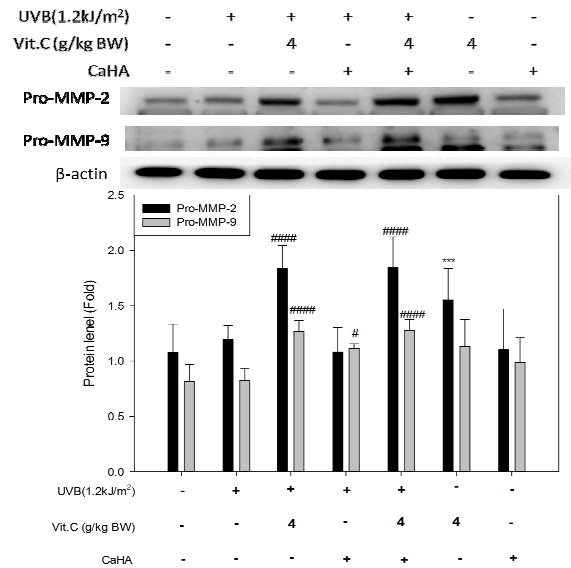 UVB(1.2kJ/m²) - + + + + - -
Vit.C (g/kg BW) - - 4 - 4 4 -
CaHA - - - + + - +
Pro-MMP-2
Pro-MMP-9
β-actin
2.5
Pro-MMP-2
Pro-MMP-9
2.0
#### #### ***
1.5
#### # ####
1.0
0.5
0.0
Protein lenel (Fold)
UVB(1.2kJ/m²) - + + + + - -
Vit.C (g/kg BW) - - 4 - 4 4 -
CaHA - - - + + - +